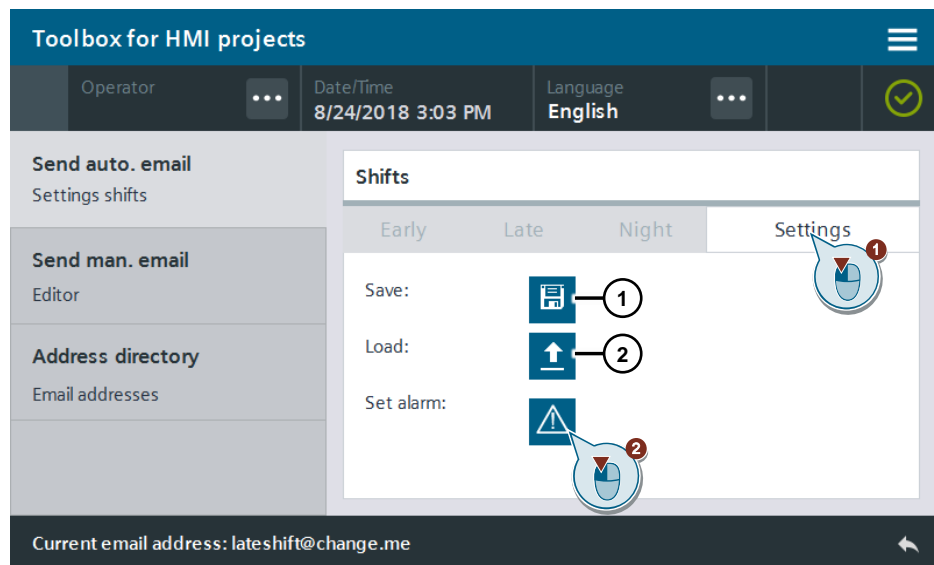 Toolbox for HMI projects
Operator
Date/Time
8/24/2018 3:03 PM
Language
English
Send auto. email
Settings shifts
Send man. email
Editor
Address directory
Email addresses
Shifts
Early Late Night Settings
1
Save:
1
Load:
2
Set alarm:
2
Current email address: lateshift@change.me